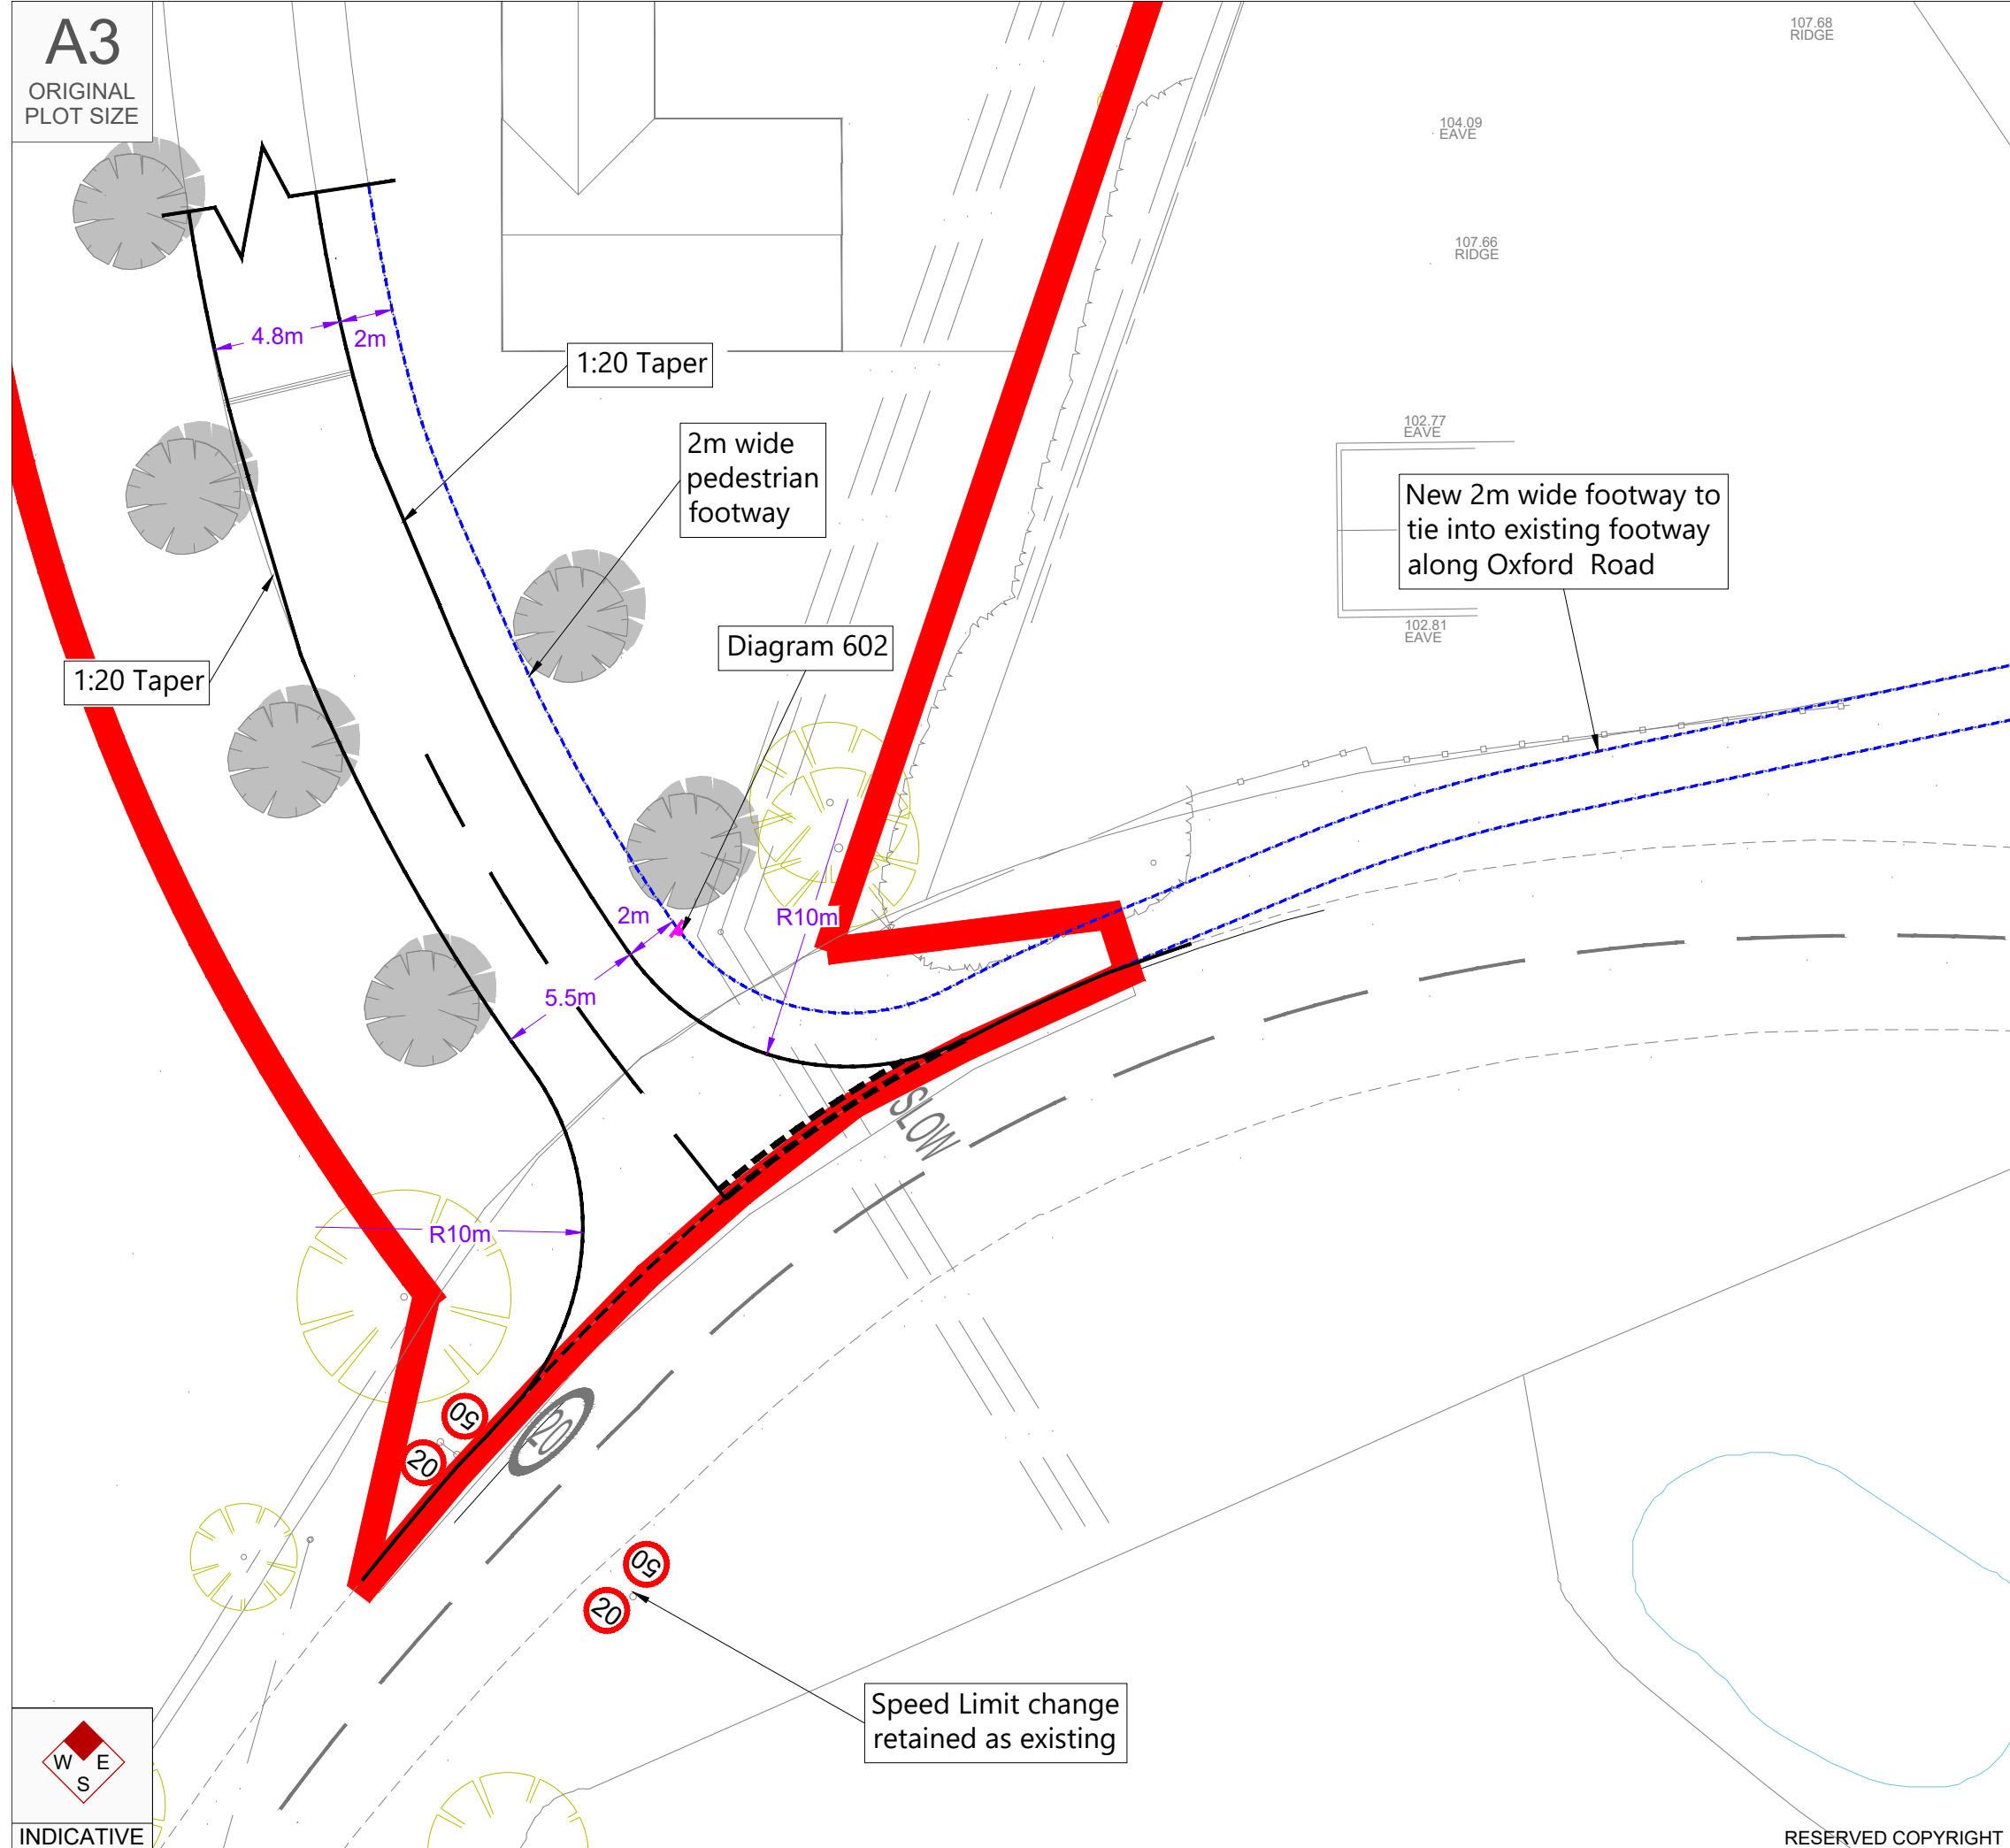 A3
ORIGINAL
PLOT SIZE
107.68
RIDGE
104.09
EAVE
107.66
RIDGE
4.8m
2m
1:20 Taper
2m wide
pedestrian
footway
102.77
EAVE
New 2m wide footway to
tie into existing footway
along Oxford Road
102.81
EAVE
Diagram 602
1:20 Taper
2m
R10m
5.5m
SLOW
R10m
50
20
20
50
20
Speed Limit change
retained as existing
W E
S
INDICATIVE
RESERVED COPYRIGHT